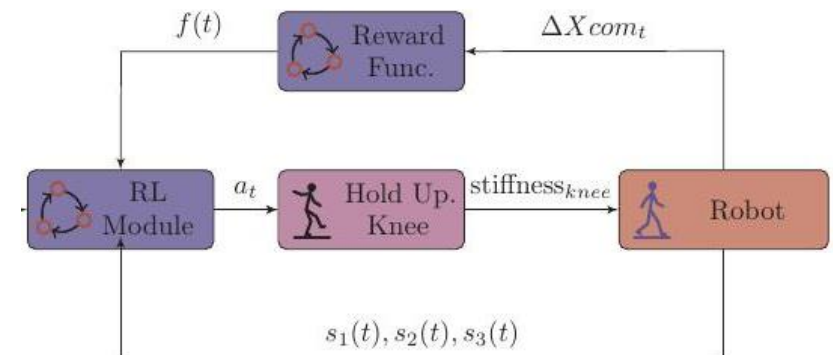 f(t)
Reward
Func.
ΔXcom_t
RL
Module
a_t
Hold Up.
Knee
stiffness_knee
Robot
s_1(t), s_2(t), s_3(t)